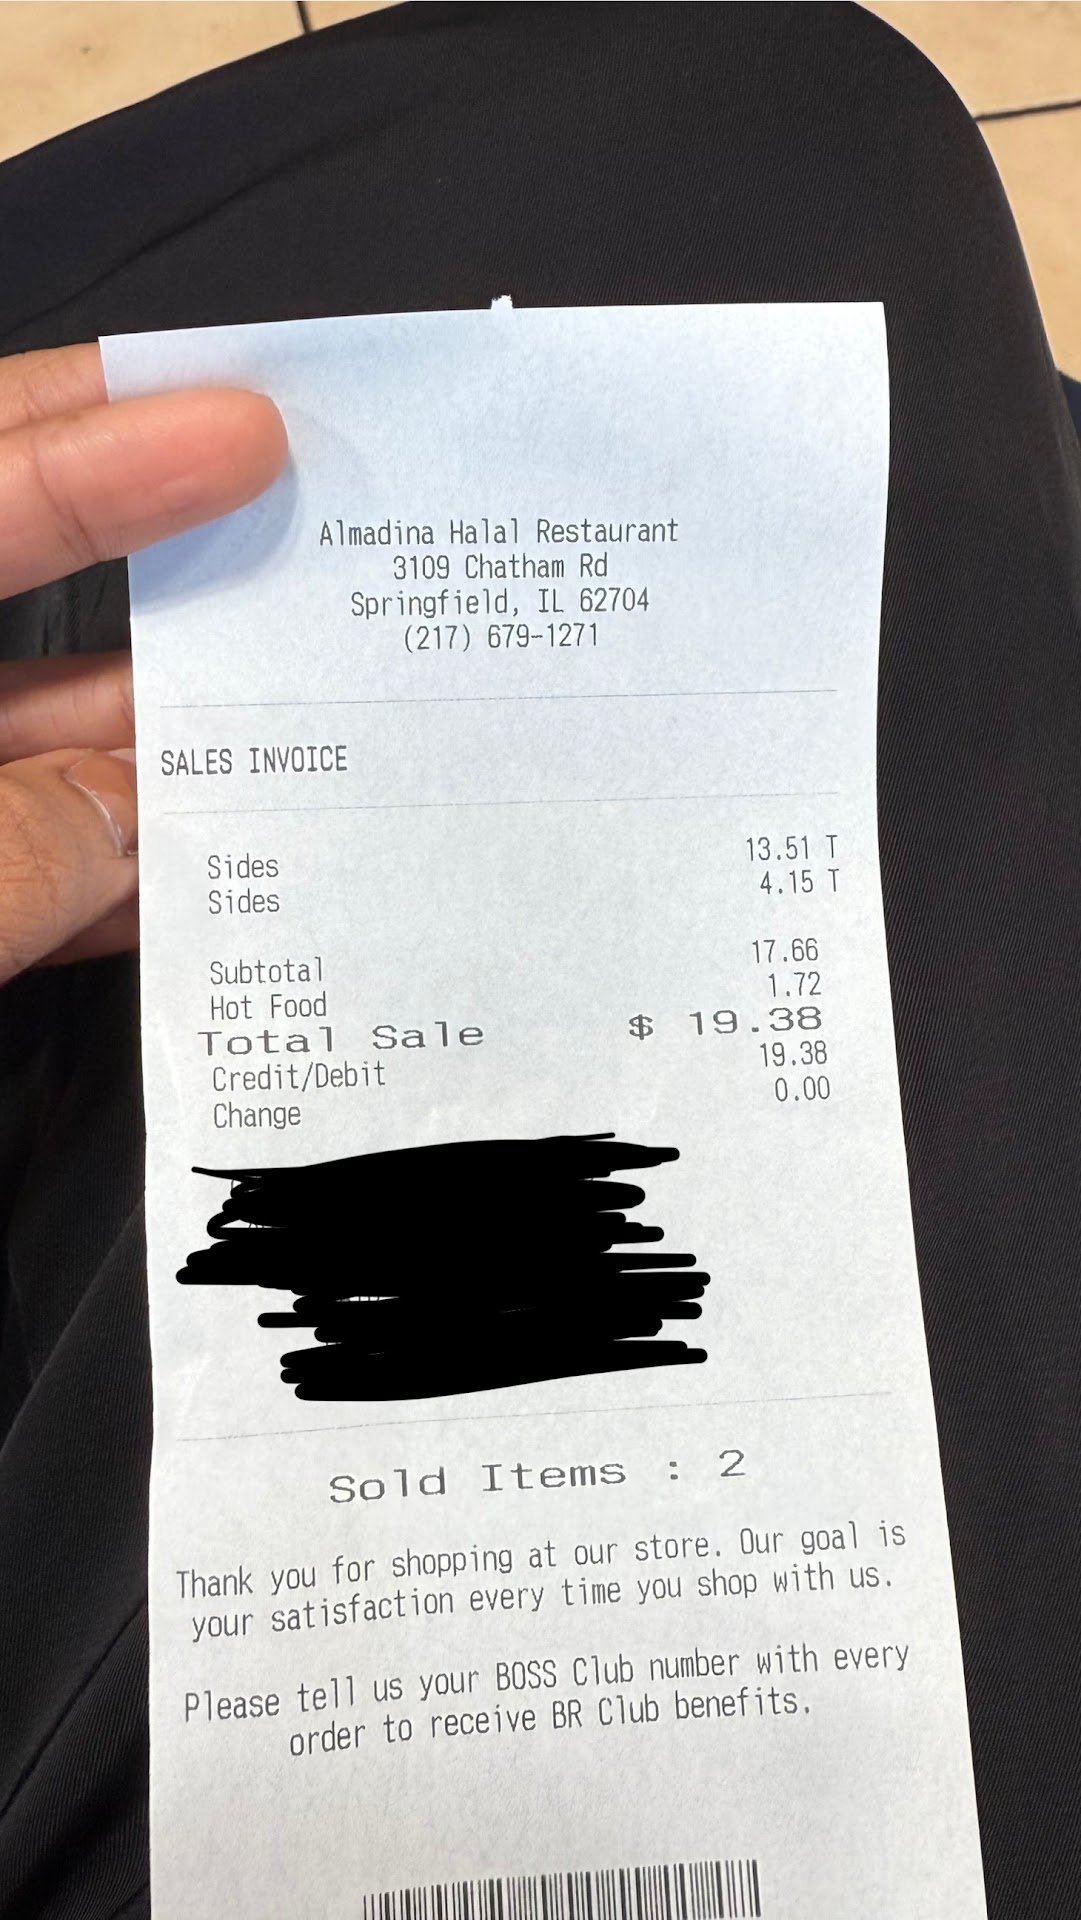 Almadina Halal Restaurant
3109 Chatham Rd
Springfield, IL 62704
(217) 679-1271
SALES INVOICE
Sides 13.51 T
Sides 4.15 T
Subtotal 17.66
Hot Food 1.72
Total Sale $ 19.38
Credit/Debit 19.38
Change 0.00
Sold Items : 2
Thank you for shopping at our store. Our goal is
your satisfaction every time you shop with us.
Please tell us your BOSS Club number with every
order to receive BR Club benefits.